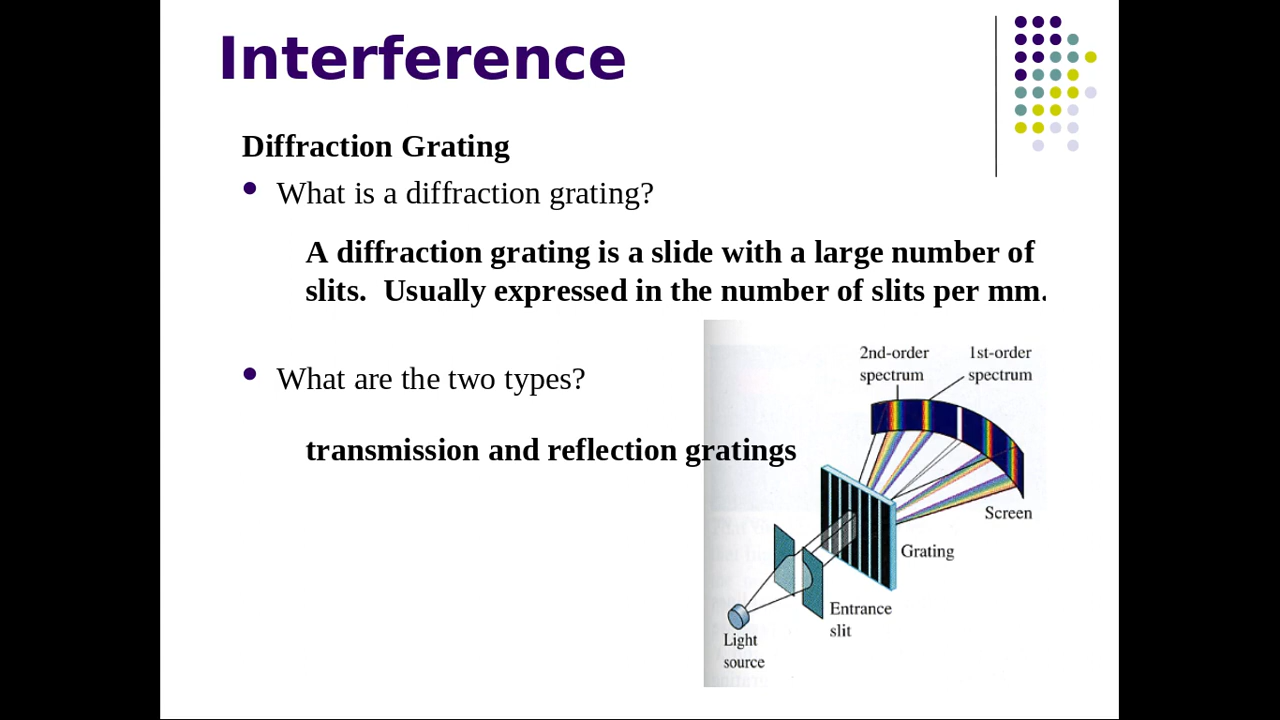 Interference
Diffraction Grating
What is a diffraction grating?
A diffraction grating is a slide with a large number of
slits.  Usually expressed in the number of slits per mm.
What are the two types?
transmission and reflection gratings
2nd-order
spectrum
1st-order
spectrum
Screen
Grating
Entrance
slit
Light
source